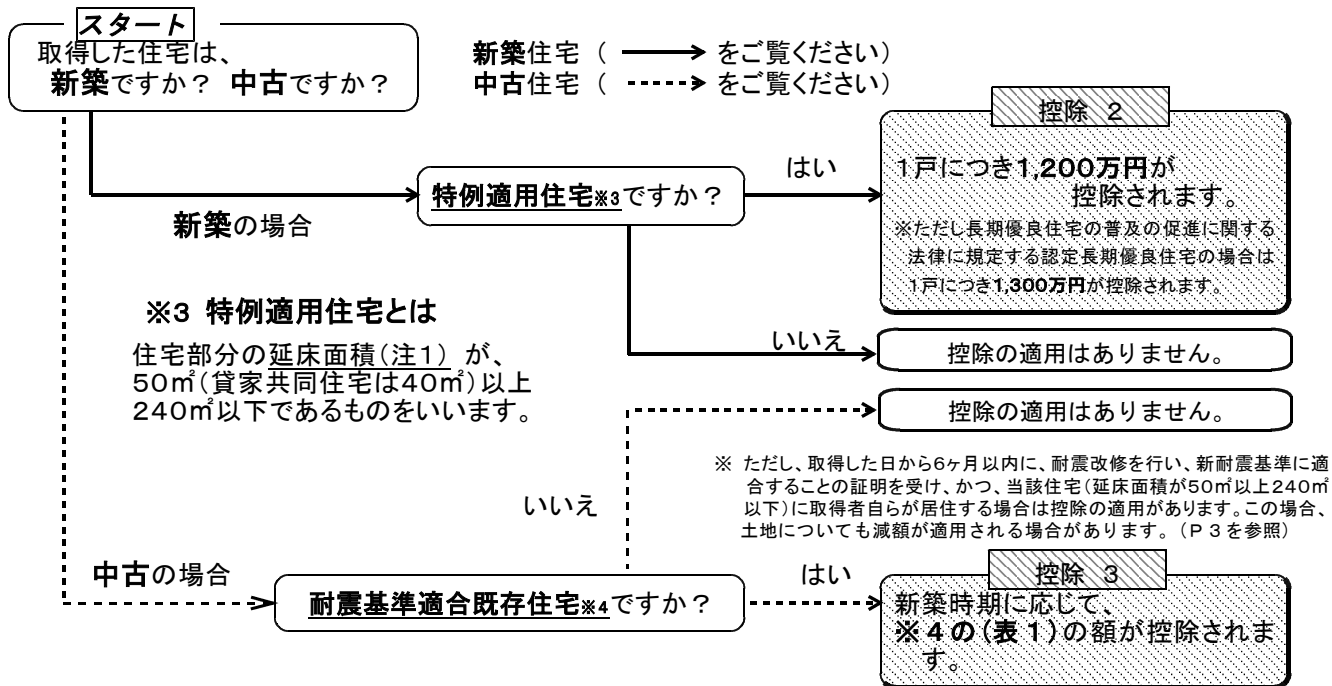 スタート
取得した住宅は、
新築ですか? 中古ですか?
新築住宅( をご覧ください)
中古住宅( をご覧ください)
控除 2
1戸につき1,200万円が
控除されます。
※ただし長期優良住宅の普及の促進に関する
法律に規定する認定長期優良住宅の場合は
1戸につき1,300万円が控除されます。
はい
特例適用住宅※3ですか?
新築の場合
※3 特例適用住宅とは
住宅部分の延床面積(注1) が、
50㎡(貸家共同住宅は40㎡)以上
240㎡以下であるものをいいます。
いいえ
控除の適用はありません。
控除の適用はありません。
※ ただし、取得した日から6ヶ月以内に、耐震改修を行い、新耐震基準に適
合することの証明を受け、かつ、当該住宅(延床面積が50㎡以上240㎡
以下)に取得者自らが居住する場合は控除の適用があります。この場合、
土地についても減額が適用される場合があります。(P3を参照)
いいえ
中古の場合
耐震基準適合既存住宅※4ですか?
はい
控除 3
新築時期に応じて、
※4の(表1)の額が控除されま
す。